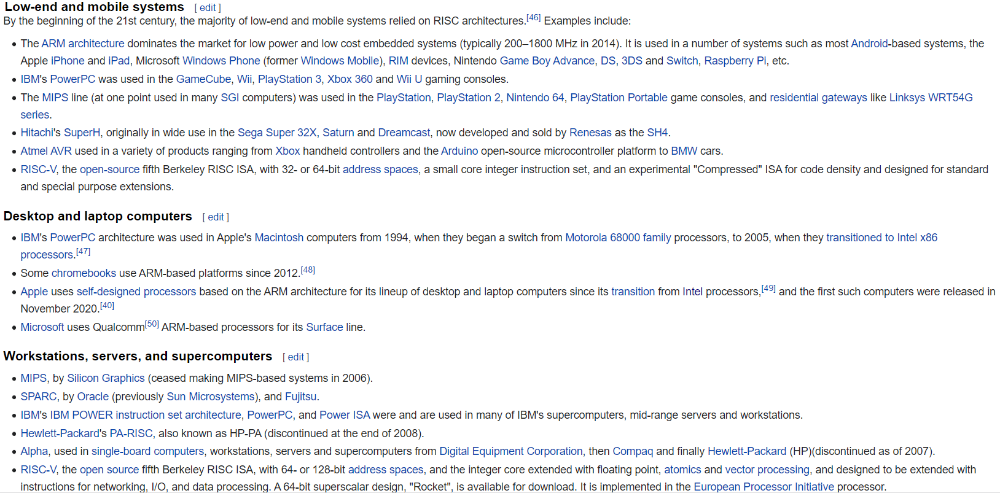 Low-end and mobile systems [ edit ]
By the beginning of the 21st century, the majority of low-end and mobile systems relied on RISC architectures.[46] Examples include:
• The ARM architecture dominates the market for low power and low cost embedded systems (typically 200–1800 MHz in 2014). It is used in a number of systems such as most Android-based systems, the
Apple iPhone and iPad, Microsoft Windows Phone (former Windows Mobile), RIM devices, Nintendo Game Boy Advance, DS, 3DS and Switch, Raspberry Pi, etc.
• IBM's PowerPC was used in the GameCube, Wii, PlayStation 3, Xbox 360 and Wii U gaming consoles.
• The MIPS line (at one point used in many SGI computers) was used in the PlayStation, PlayStation 2, Nintendo 64, PlayStation Portable game consoles, and residential gateways like Linksys WRT54G
series.
• Hitachi's SuperH, originally in wide use in the Sega Super 32X, Saturn and Dreamcast, now developed and sold by Renesas as the SH4.
• Atmel AVR used in a variety of products ranging from Xbox handheld controllers and the Arduino open-source microcontroller platform to BMW cars.
• RISC-V, the open-source fifth Berkeley RISC ISA, with 32- or 64-bit address spaces, a small core integer instruction set, and an experimental "Compressed" ISA for code density and designed for standard
and special purpose extensions.
Desktop and laptop computers [ edit ]
• IBM's PowerPC architecture was used in Apple's Macintosh computers from 1994, when they began a switch from Motorola 68000 family processors, to 2005, when they transitioned to Intel x86
processors.[47]
• Some chromebooks use ARM-based platforms since 2012.[48]
• Apple uses self-designed processors based on the ARM architecture for its lineup of desktop and laptop computers since its transition from Intel processors,[49] and the first such computers were released in
November 2020.[40]
• Microsoft uses Qualcomm[50] ARM-based processors for its Surface line.
Workstations, servers, and supercomputers [ edit ]
• MIPS, by Silicon Graphics (ceased making MIPS-based systems in 2006).
• SPARC, by Oracle (previously Sun Microsystems), and Fujitsu.
• IBM's IBM POWER instruction set architecture, PowerPC, and Power ISA were and are used in many of IBM's supercomputers, mid-range servers and workstations.
• Hewlett-Packard's PA-RISC, also known as HP-PA (discontinued at the end of 2008).
• Alpha, used in single-board computers, workstations, servers and supercomputers from Digital Equipment Corporation, then Compaq and finally Hewlett-Packard (HP)(discontinued as of 2007).
• RISC-V, the open source fifth Berkeley RISC ISA, with 64- or 128-bit address spaces, and the integer core extended with floating point, atomics and vector processing, and designed to be extended with
instructions for networking, I/O, and data processing. A 64-bit superscalar design, "Rocket", is available for download. It is implemented in the European Processor Initiative processor.